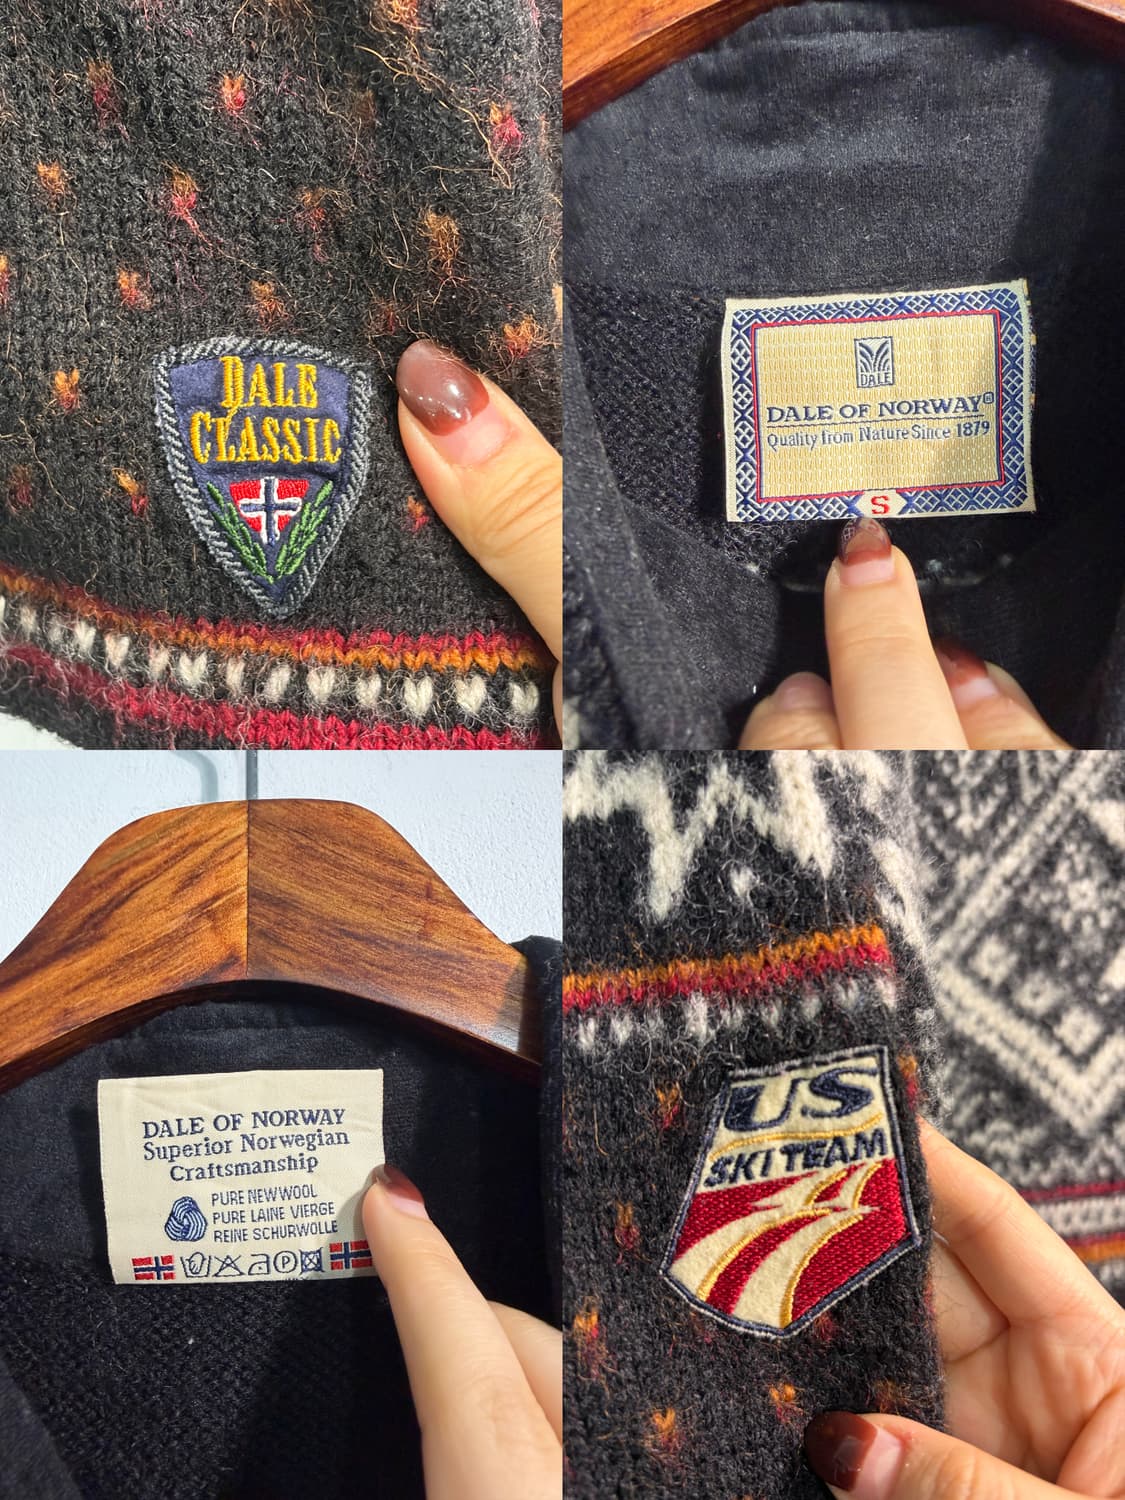 DALE
CLASSIC
DALE
DALE OF NORWAY®
Quality from Nature Since 1879
S
DALE OF NORWAY
Superior Norwegian
Craftsmanship
PURE NEW WOOL
PURE LAINE VIERGE
REINE SCHURWOLLE
P
US
SKI TEAM